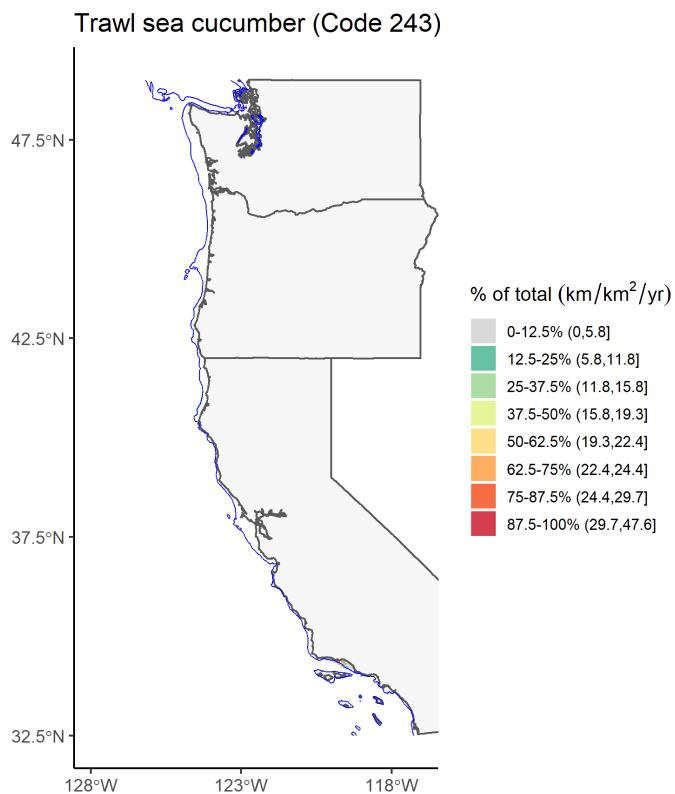 Trawl sea cucumber (Code 243)
47.5°N
42.5°N
37.5°N
32.5°N
128°W 123°W 118°W
% of total (km/km²/yr)
0-12.5% (0,5.8]
12.5-25% (5.8,11.8]
25-37.5% (11.8,15.8]
37.5-50% (15.8,19.3]
50-62.5% (19.3,22.4]
62.5-75% (22.4,24.4]
75-87.5% (24.4,29.7]
87.5-100% (29.7,47.6]